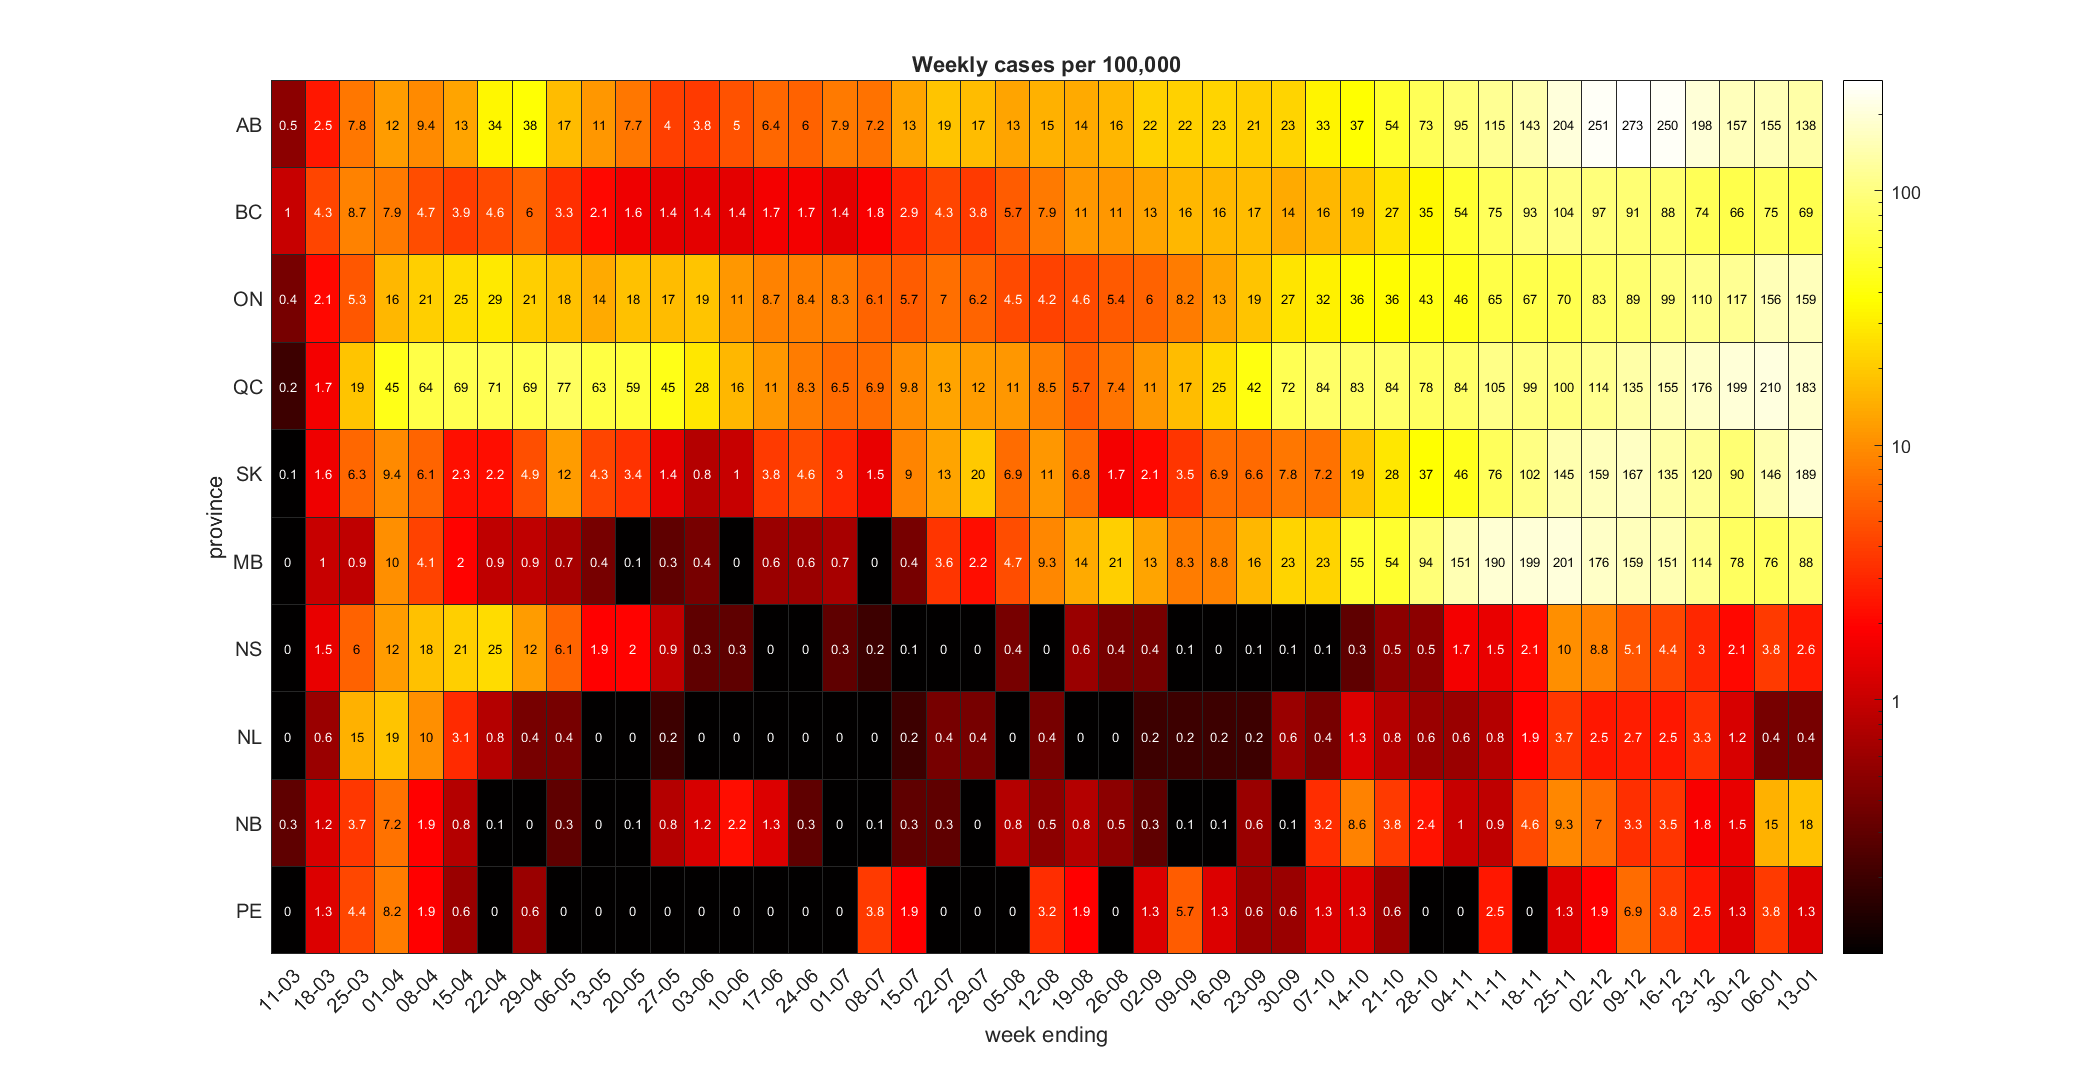 Weekly cases per 100,000
AB 0.5 2.5 7.8 12 9.4 13 34 38 17 11 7.7 4 3.8 5 6.4 6 7.9 7.2 13 19 17 13 15 14 16 22 22 23 21 23 33 37 54 73 95 115 143 204 251 273 250 198 157 155 138
BC 1 4.3 8.7 7.9 4.7 3.9 4.6 6 3.3 2.1 1.6 1.4 1.4 1.4 1.7 1.7 1.4 1.8 2.9 4.3 3.8 5.7 7.9 11 11 13 16 16 17 14 16 19 27 35 54 75 93 104 97 91 88 74 66 75 69
100
ON 0.4 2.1 5.3 16 21 25 29 21 18 14 18 17 19 11 8.7 8.4 8.3 6.1 5.7 7 6.2 4.5 4.2 4.6 5.4 6 8.2 13 19 27 32 36 36 43 46 65 67 70 83 89 99 110 117 156 159
QC 0.2 1.7 19 45 64 69 71 69 77 63 59 45 28 16 11 8.3 6.5 6.9 9.8 13 12 11 8.5 5.7 7.4 11 17 25 42 72 84 83 84 78 84 105 99 100 114 135 155 176 199 210 183
10
SK 0.1 1.6 6.3 9.4 6.1 2.3 2.2 4.9 12 4.3 3.4 1.4 0.8 1 3.8 4.6 3 1.5 9 13 20 6.9 11 6.8 1.7 2.1 3.5 6.9 6.6 7.8 7.2 19 28 37 46 76 102 145 159 167 135 120 90 146 189
province
MB 0 1 0.9 10 4.1 2 0.9 0.9 0.7 0.4 0.1 0.3 0.4 0 0.6 0.6 0.7 0 0.4 3.6 2.2 4.7 9.3 14 21 13 8.3 8.8 16 23 23 55 54 94 151 190 199 201 176 159 151 114 78 76 88
NS 0 1.5 6 12 18 21 25 12 6.1 1.9 2 0.9 0.3 0.3 0 0 0.3 0.2 0.1 0 0 0.4 0 0.6 0.4 0.4 0.1 0 0.1 0.1 0.1 0.3 0.5 0.5 1.7 1.5 2.1 10 8.8 5.1 4.4 3 2.1 3.8 2.6
1
NL 0 0.6 15 19 10 3.1 0.8 0.4 0.4 0 0 0.2 0 0 0 0 0 0 0.2 0.4 0.4 0 0.4 0 0 0.2 0.2 0.2 0.2 0.6 0.4 1.3 0.8 0.6 0.6 0.8 1.9 3.7 2.5 2.7 2.5 3.3 1.2 0.4 0.4
NB 0.3 1.2 3.7 7.2 1.9 0.8 0.1 0 0.3 0 0.1 0.8 1.2 2.2 1.3 0.3 0 0.1 0.3 0.3 0 0.8 0.5 0.8 0.5 0.3 0.1 0.1 0.6 0.1 3.2 8.6 3.8 2.4 1 0.9 4.6 9.3 7 3.3 3.5 1.8 1.5 15 18
PE 0 1.3 4.4 8.2 1.9 0.6 0 0.6 0 0 0 0 0 0 0 0 0 3.8 1.9 0 0 0 3.2 1.9 0 1.3 5.7 1.3 0.6 0.6 1.3 1.3 0.6 0 0 2.5 0 1.3 1.9 6.9 3.8 2.5 1.3 3.8 1.3
11-03 18-03 25-03 01-04 08-04 15-04 22-04 29-04 06-05 13-05 20-05 27-05 03-06 10-06 17-06 24-06 01-07 08-07 15-07 22-07 29-07 05-08 12-08 19-08 26-08 02-09 09-09 16-09 23-09 30-09 07-10 14-10 21-10 28-10 04-11 11-11 18-11 25-11 02-12 09-12 16-12 23-12 30-12 06-01 13-01
week ending